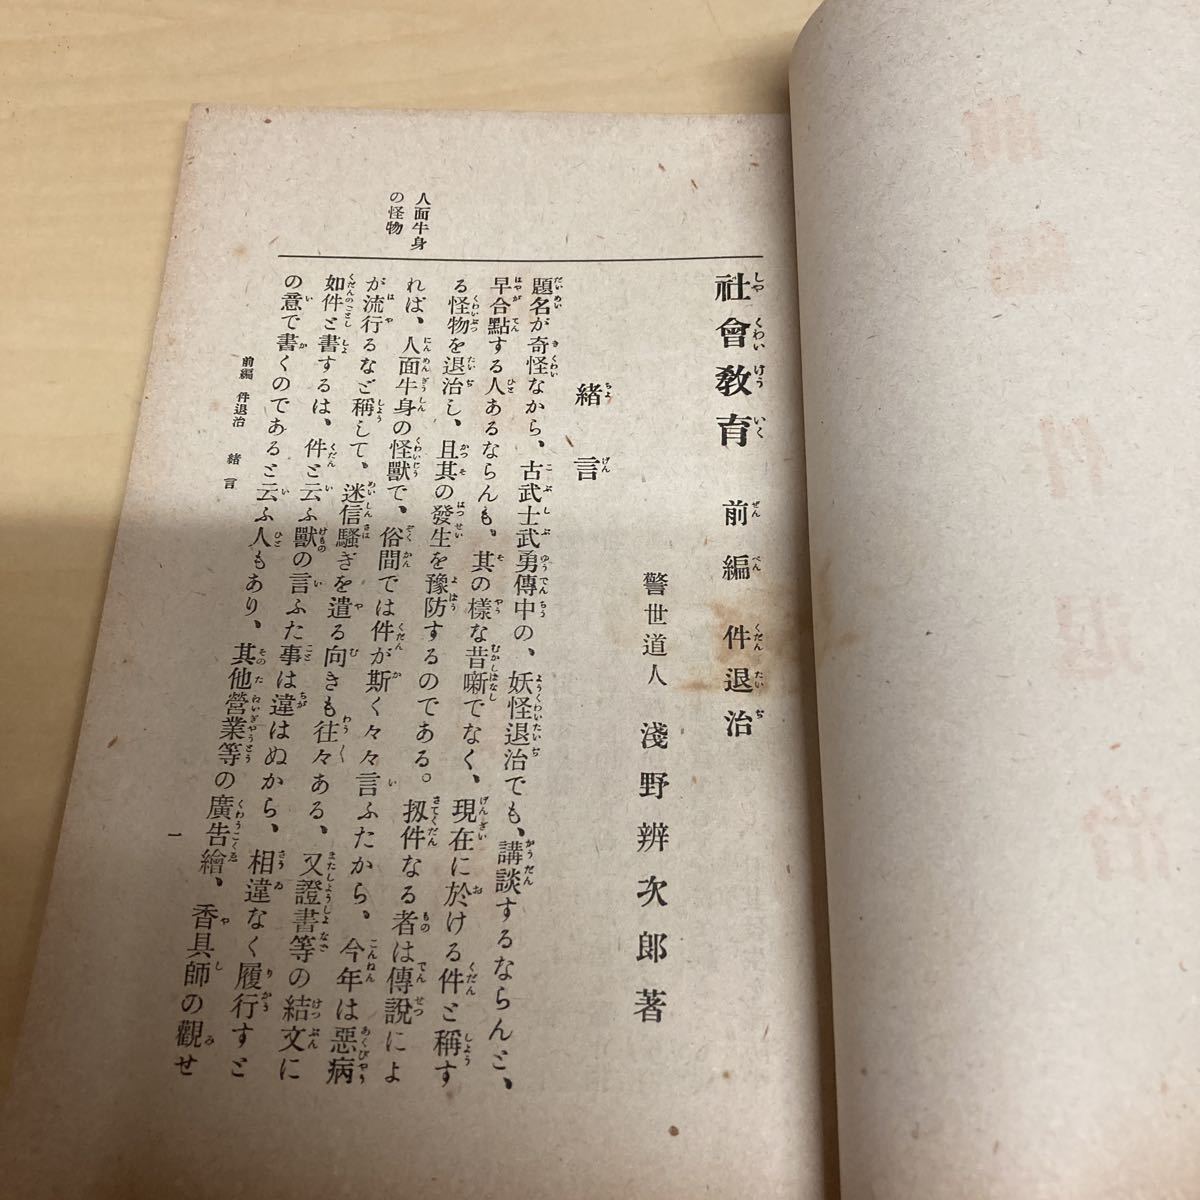 社會教育　前編　件退治
警世道人　淺野辨次郎著
緒言
題名が奇怪なから、古武士武勇傳中の、妖怪退治でも、講談するならんと、
早合點する人あるならんも、其の樣な昔噺でなく、現在に於ける件と稱す
る怪物を退治し、且其の發生を豫防するのである。扨件なる者は傳說によ
れば、人面牛身の怪獸で、俗間では件が斯く々々言ふたから、今年は惡病
が流行るなど稱して、迷信騷ぎを遣る向きも往々ある、又證書等の結文に
如件と書するは、件と云ふ獸の言ふた事は違はぬから、相違なく履行すと
の意で書くのであると云ふ人もあり、其他營業等の廣告繪、香具師の觀せ
人面牛身
の怪物
前編　件退治　緒言
一